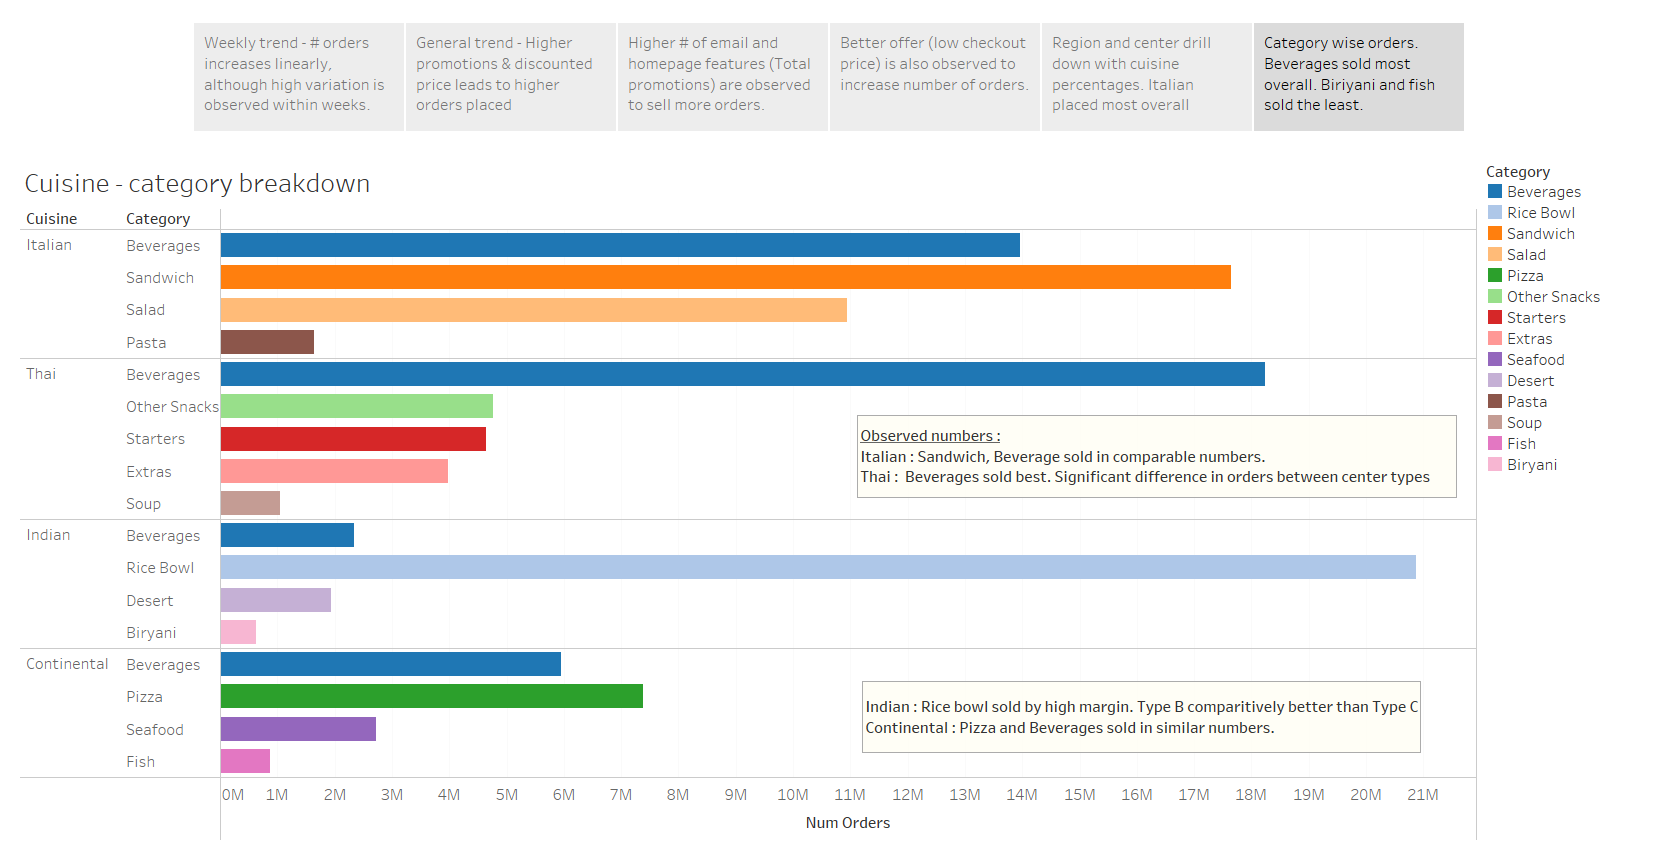 Weekly trend - # orders
increases linearly,
although high variation is
observed within weeks.
General trend - Higher
promotions & discounted
price leads to higher
orders placed
Higher # of email and
homepage features (Total
promotions) are observed
to sell more orders.
Better offer (low checkout
price) is also observed to
increase number of orders.
Region and center drill
down with cuisine
percentages. Italian
placed most overall
Category wise orders.
Beverages sold most
overall. Biriyani and fish
sold the least.
Cuisine - category breakdown
Cuisine Category
Italian Beverages
Sandwich
Salad
Pasta
Thai Beverages
Other Snacks
Starters
Extras
Soup
Indian Beverages
Rice Bowl
Desert
Biryani
Continental Beverages
Pizza
Seafood
Fish
Observed numbers :
Italian : Sandwich, Beverage sold in comparable numbers.
Thai : Beverages sold best. Significant difference in orders between center types
Indian : Rice bowl sold by high margin. Type B comparitively better than Type C
Continental : Pizza and Beverages sold in similar numbers.
0M 1M 2M 3M 4M 5M 6M 7M 8M 9M 10M 11M 12M 13M 14M 15M 16M 17M 18M 19M 20M 21M
Num Orders
Category
Beverages
Rice Bowl
Sandwich
Salad
Pizza
Other Snacks
Starters
Extras
Seafood
Desert
Pasta
Soup
Fish
Biryani